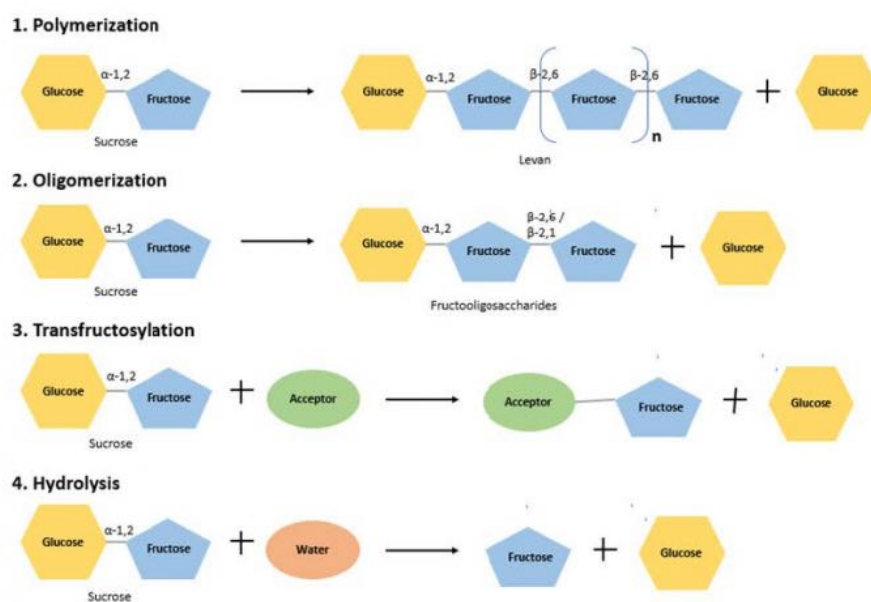 1. Polymerization
α-1,2
Glucose
Fructose
Sucrose
α-1,2
β-2,6
β-2,6
Glucose
Fructose
Fructose
Fructose
n
Levan
+
Glucose
2. Oligomerization
α-1,2
Glucose
Fructose
Sucrose
α-1,2
β-2,6 /
β-2,1
Glucose
Fructose
Fructose
Fructooligosaccharides
+
Glucose
3. Transfructosylation
α-1,2
Glucose
Fructose
Sucrose
+
Acceptor
Acceptor
Fructose
+
Glucose
4. Hydrolysis
α-1,2
Glucose
Fructose
Sucrose
+
Water
Fructose
+
Glucose